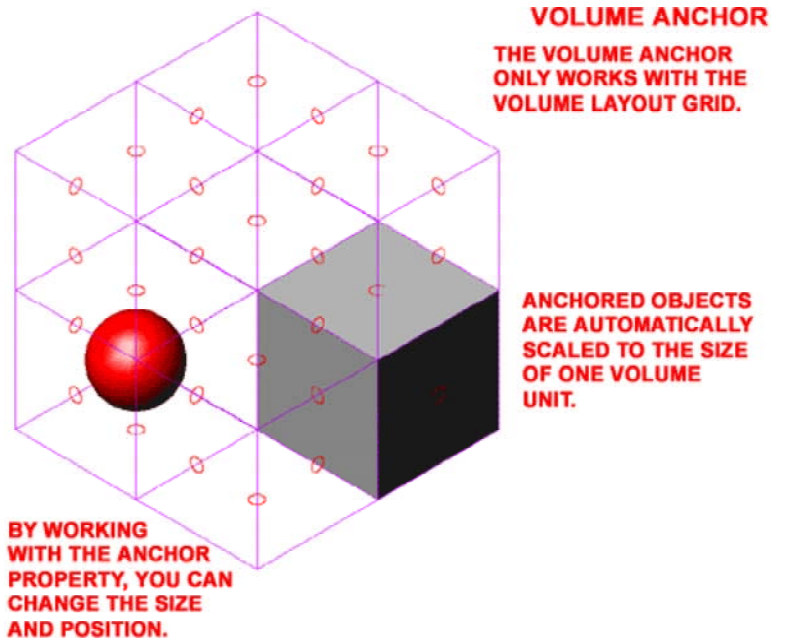 VOLUME ANCHOR
THE VOLUME ANCHOR
ONLY WORKS WITH THE
VOLUME LAYOUT GRID.
ANCHORED OBJECTS
ARE AUTOMATICALLY
SCALED TO THE SIZE
OF ONE VOLUME
UNIT.
BY WORKING
WITH THE ANCHOR
PROPERTY, YOU CAN
CHANGE THE SIZE
AND POSITION.